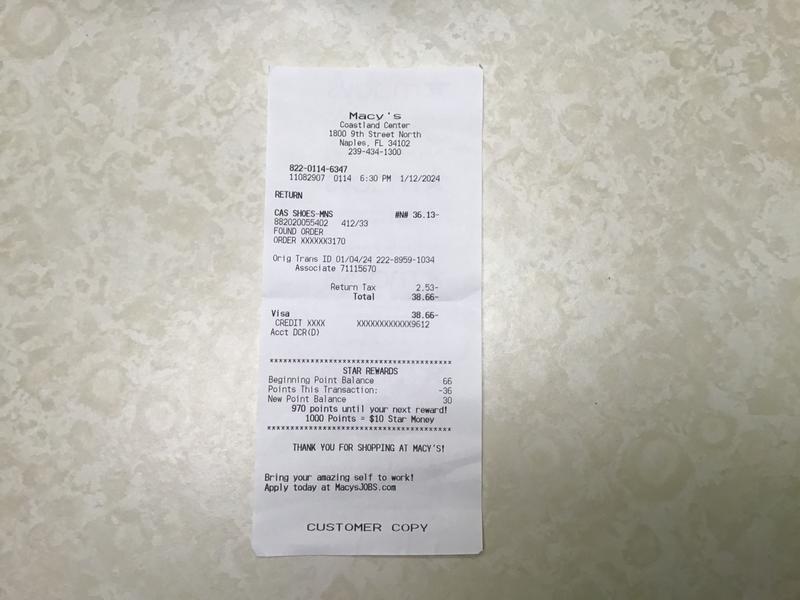 Macy's
Coastland Center
1800 9th Street North
Naples, FL 34102
239-434-1300
822-0114-6347
11082907 0114 6:30 PM 1/12/2024
RETURN
CAS SHOES-MNS #N# 36.13-
882020055402 412/33
FOUND ORDER
ORDER XXXXXX3170
Orig Trans ID 01/04/24 222-8959-1034
Associate 71115670
Return Tax 2.53-
Total 38.66-
Visa 38.66-
CREDIT XXXX XXXXXXXXXXXX9612
Acct DCR(D)
****************************************
STAR REWARDS
Beginning Point Balance 66
Points This Transaction: -36
New Point Balance 30
970 points until your next reward!
1000 Points = $10 Star Money
****************************************
THANK YOU FOR SHOPPING AT MACY'S!
Bring your amazing self to work!
Apply today at MacysJOBS.com
CUSTOMER COPY